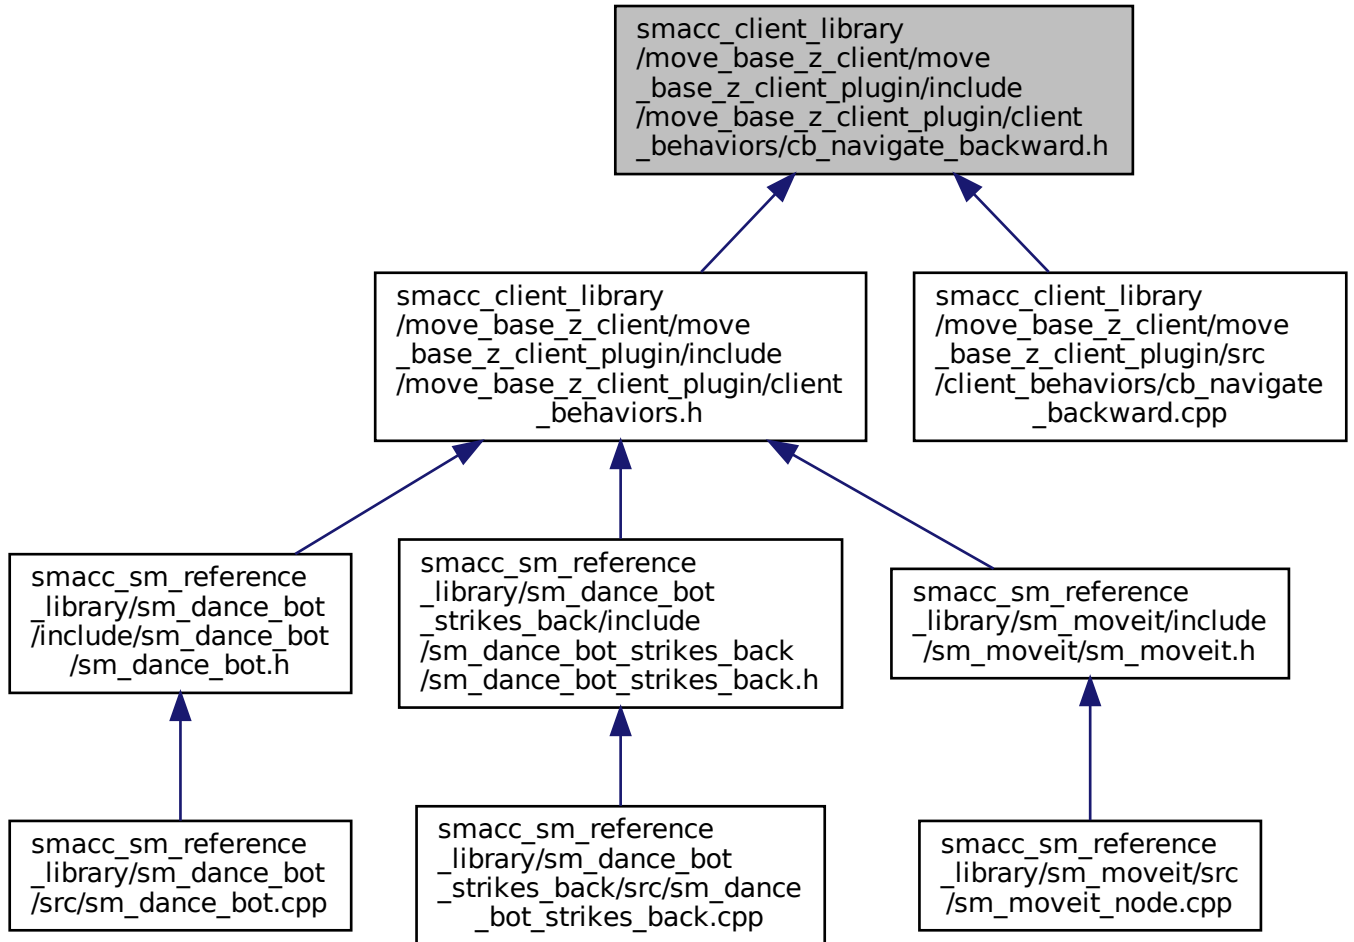 smacc_client_library
/move_base_z_client/move
_base_z_client_plugin/include
/move_base_z_client_plugin/client
_behaviors/cb_navigate_backward.h
smacc_client_library
/move_base_z_client/move
_base_z_client_plugin/include
/move_base_z_client_plugin/client
_behaviors.h
smacc_client_library
/move_base_z_client/move
_base_z_client_plugin/src
/client_behaviors/cb_navigate
_backward.cpp
smacc_sm_reference
_library/sm_dance_bot
/include/sm_dance_bot
/sm_dance_bot.h
smacc_sm_reference
_library/sm_dance_bot
_strikes_back/include
/sm_dance_bot_strikes_back
/sm_dance_bot_strikes_back.h
smacc_sm_reference
_library/sm_moveit/include
/sm_moveit/sm_moveit.h
smacc_sm_reference
_library/sm_dance_bot
/src/sm_dance_bot.cpp
smacc_sm_reference
_library/sm_dance_bot
_strikes_back/src/sm_dance
_bot_strikes_back.cpp
smacc_sm_reference
_library/sm_moveit/src
/sm_moveit_node.cpp